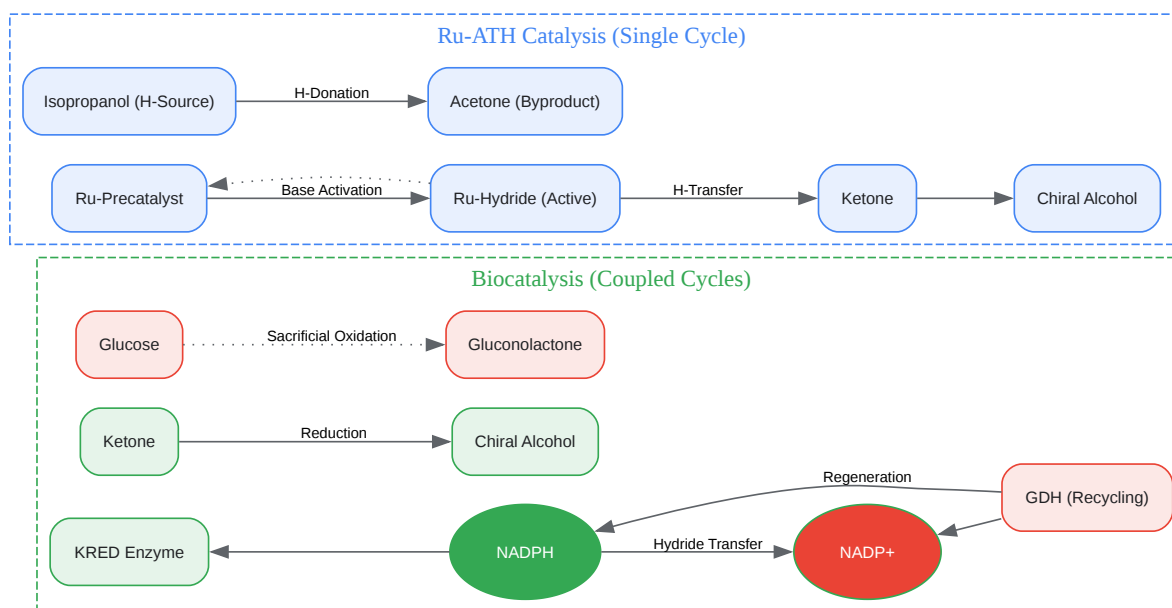 Ru-ATH Catalysis (Single Cycle)
Isopropanol (H-Source)
H-Donation
Acetone (Byproduct)
Ru-Precatalyst
Base Activation
Ru-Hydride (Active)
H-Transfer
Ketone
Chiral Alcohol
Biocatalysis (Coupled Cycles)
Glucose
Sacrificial Oxidation
Gluconolactone
Ketone
Reduction
Chiral Alcohol
Regeneration
GDH (Recycling)
KRED Enzyme
NADPH
Hydride Transfer
NADP+